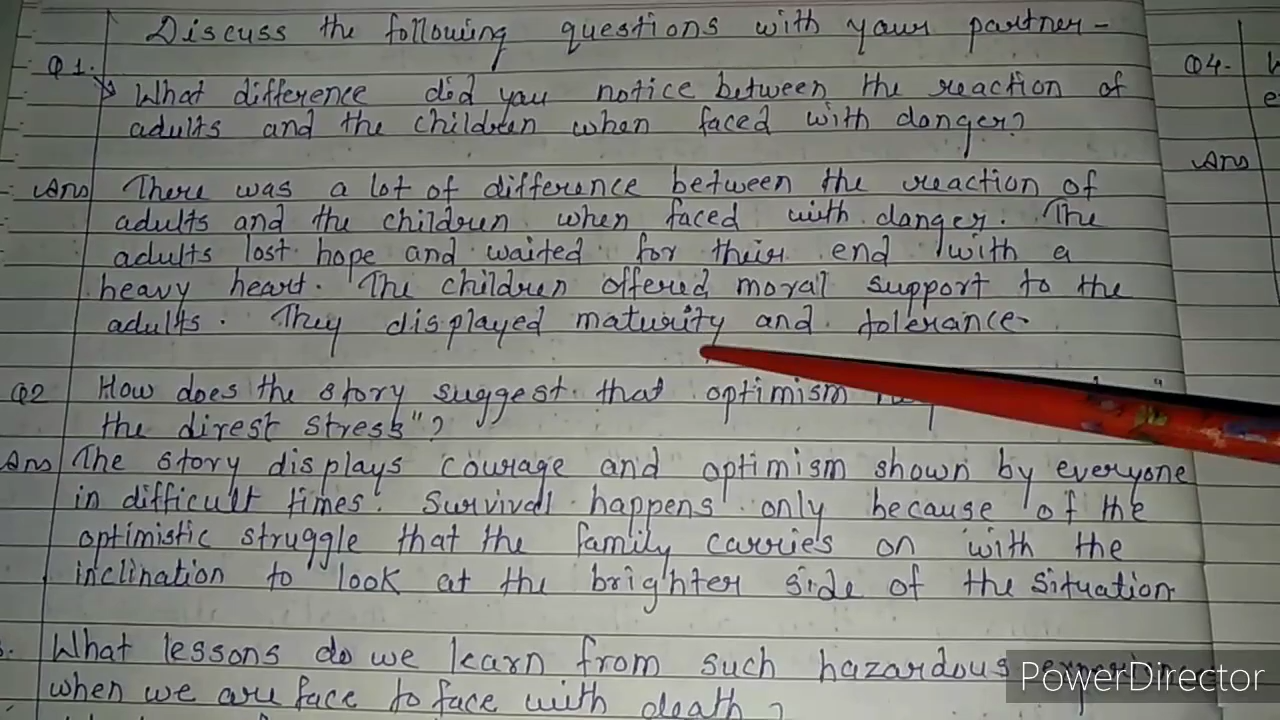 Discuss the following questions with your partner-
Q1.
What difference did you notice between the reaction of
adults and the children when faced with danger?
Ans There was a lot of difference between the reaction of
adults and the children when faced with danger. The
adults lost hope and waited for their end with a
heavy heart. The children offered moral support to the
adults. They displayed maturity and tolerance.
Q2 How does the story suggest that optimism
the direst stress"?
Ans The story displays courage and optimism shown by everyone
in difficult times. Survival happens only because of the
optimistic struggle that the family carries on with the
inclination to look at the brighter side of the situation
What lessons do we learn from such hazardous
when we are face to face with death?
Q4.
Ans
PowerDirector